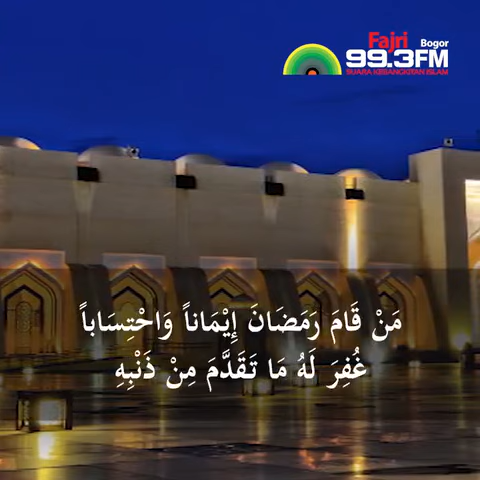 Fajri Bogor
99.3FM
SUARA KEBANGKITAN ISLAM
مَنْ قَامَ رَمَضَانَ إِيْمَاناً وَاحْتِسَاباً
غُفِرَ لَهُ مَا تَقَدَّمَ مِنْ ذَنْبِهِ